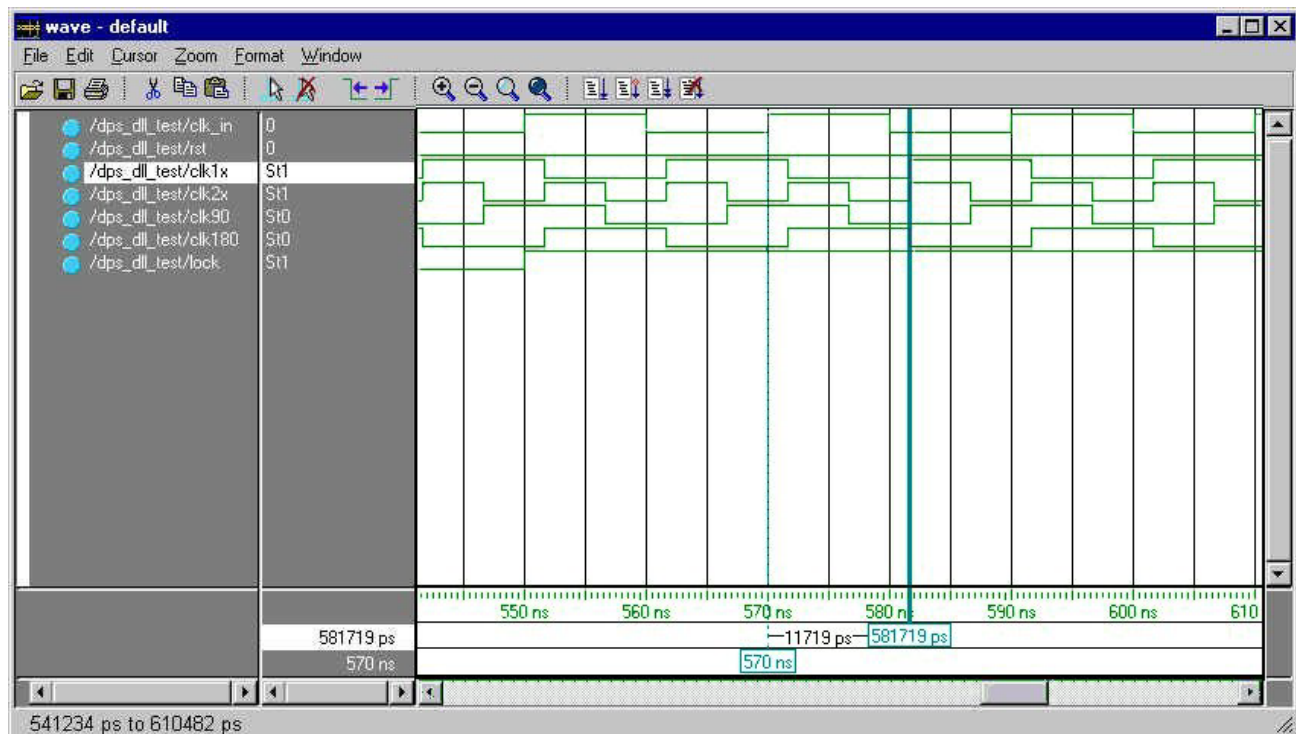 wave - default
File Edit Cursor Zoom Format Window
/dps_dll_test/clk_in 0
/dps_dll_test/rst 0
/dps_dll_test/clk1x St1
/dps_dll_test/clk2x St1
/dps_dll_test/clk90 St0
/dps_dll_test/clk180 St0
/dps_dll_test/lock St1
550 ns 560 ns 570 ns 580 n 590 ns 600 ns 610
581719 ps 11719 ps 581719 ps
570 ns 570 ns
541234 ps to 610482 ps